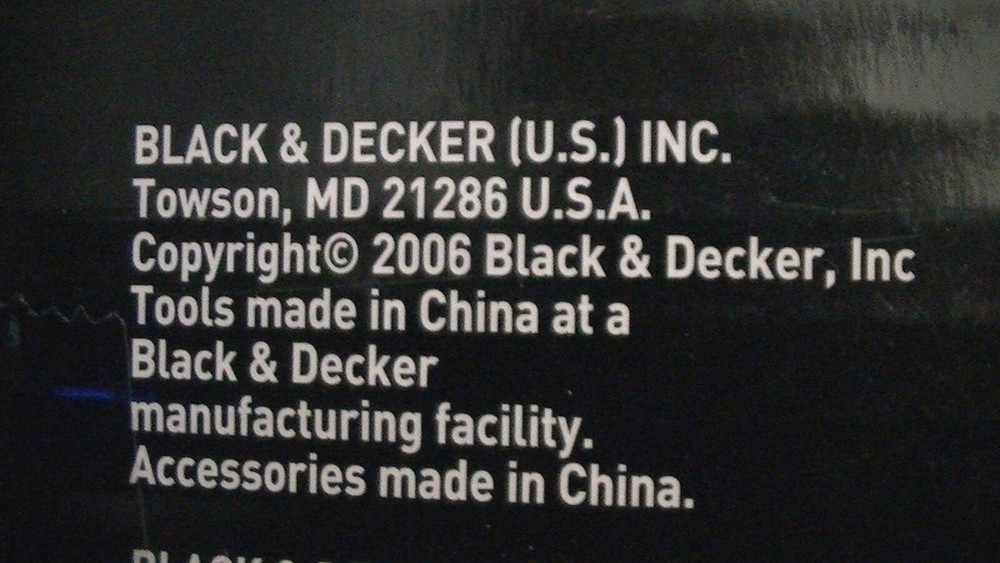 BLACK & DECKER (U.S.) INC.
Towson, MD 21286 U.S.A.
Copyright© 2006 Black & Decker, Inc
Tools made in China at a
Black & Decker
manufacturing facility.
Accessories made in China.
BLACK &